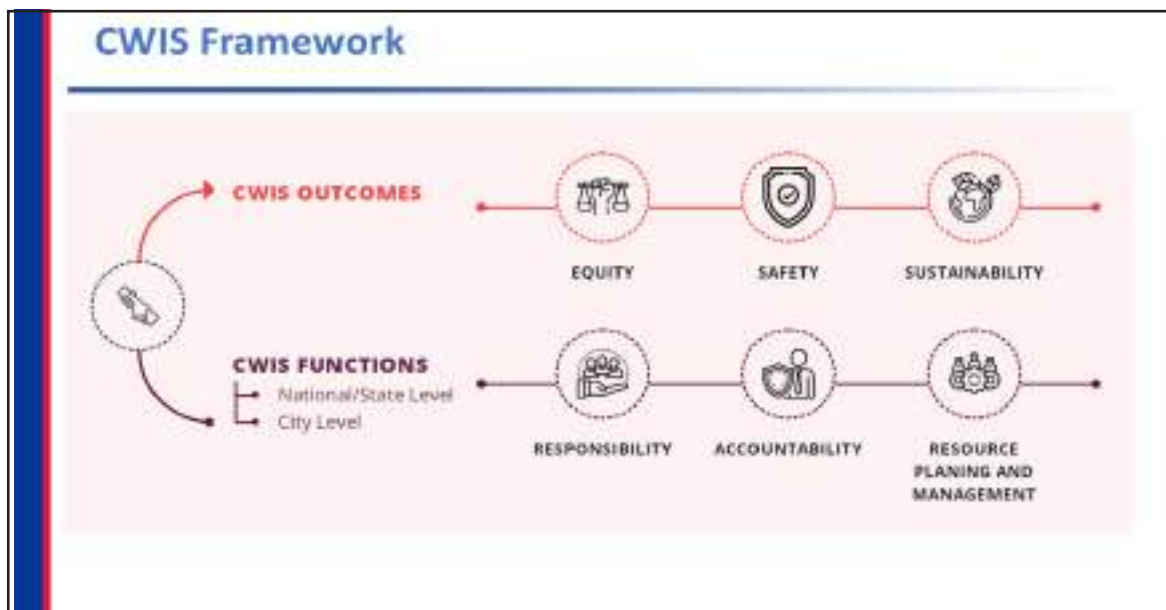 CWIS Framework
CWIS OUTCOMES
EQUITY
SAFETY
SUSTAINABILITY
CWIS FUNCTIONS
National/State Level
City Level
RESPONSIBILITY
ACCOUNTABILITY
RESOURCE
PLANING AND
MANAGEMENT